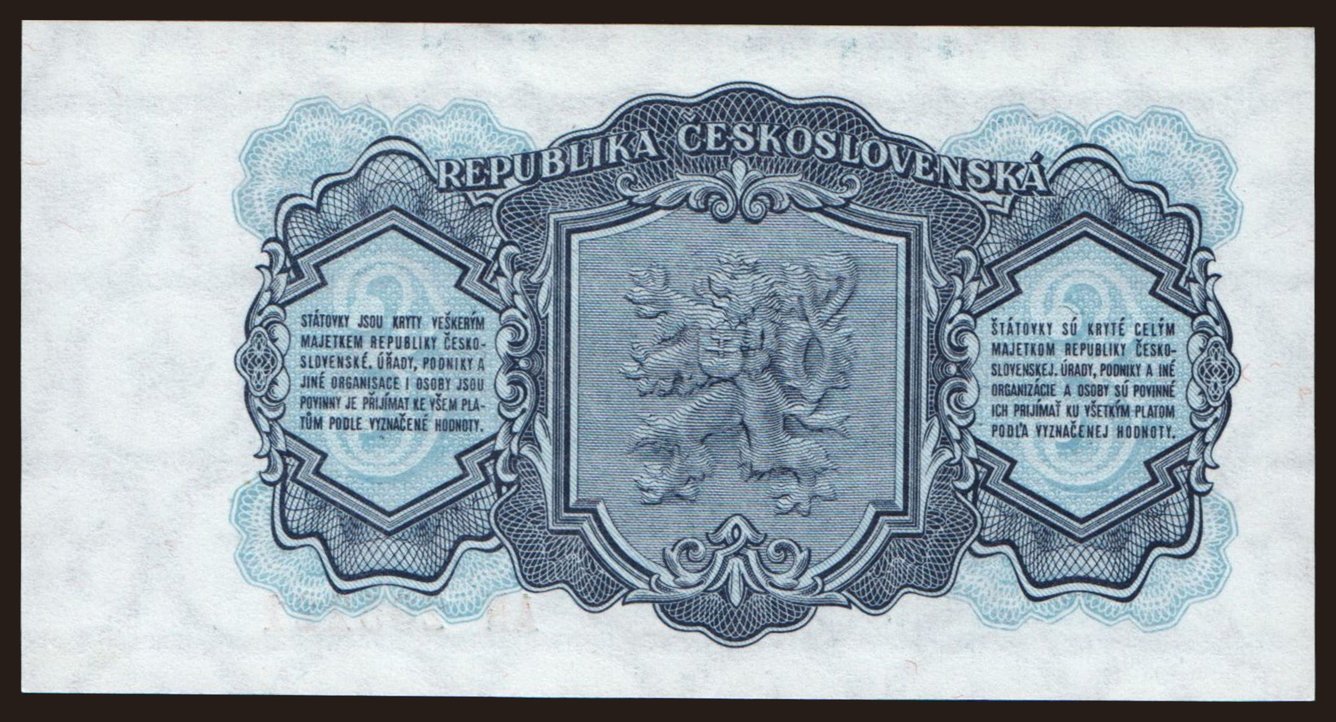 REPUBLIKA ČESKOSLOVENSKÁ
STÁTOVKY JSOU KRYTY VEŠKERÝM
MAJETKEM REPUBLIKY ČESKO-
SLOVENSKÉ. ÚŘADY, PODNIKY A
JINÉ ORGANISACE I OSOBY JSOU
POVINNY JE PŘIJÍMAT KE VŠEM PLA-
TŮM PODLE VYZNAČENÉ HODNOTY.
3
ŠTÁTOVKY SÚ KRYTÉ CELÝM
MAJETKOM REPUBLIKY ČESKO-
SLOVENSKEJ. ÚRADY, PODNIKY A INÉ
ORGANIZÁCIE A OSOBY SÚ POVINNÉ
ICH PRIJÍMAŤ KU VŠETKÝM PLATOM
PODĽA VYZNAČENEJ HODNOTY.
3